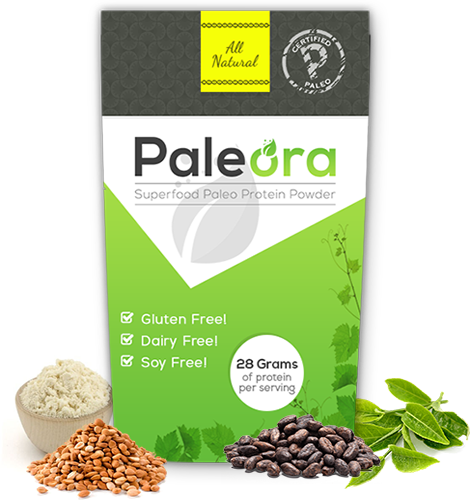 All
Natural
CERTIFIED
P
PALEO
Paleora
Superfood Paleo Protein Powder
Gluten Free!
Dairy Free!
Soy Free!
28 Grams
of protein
per serving